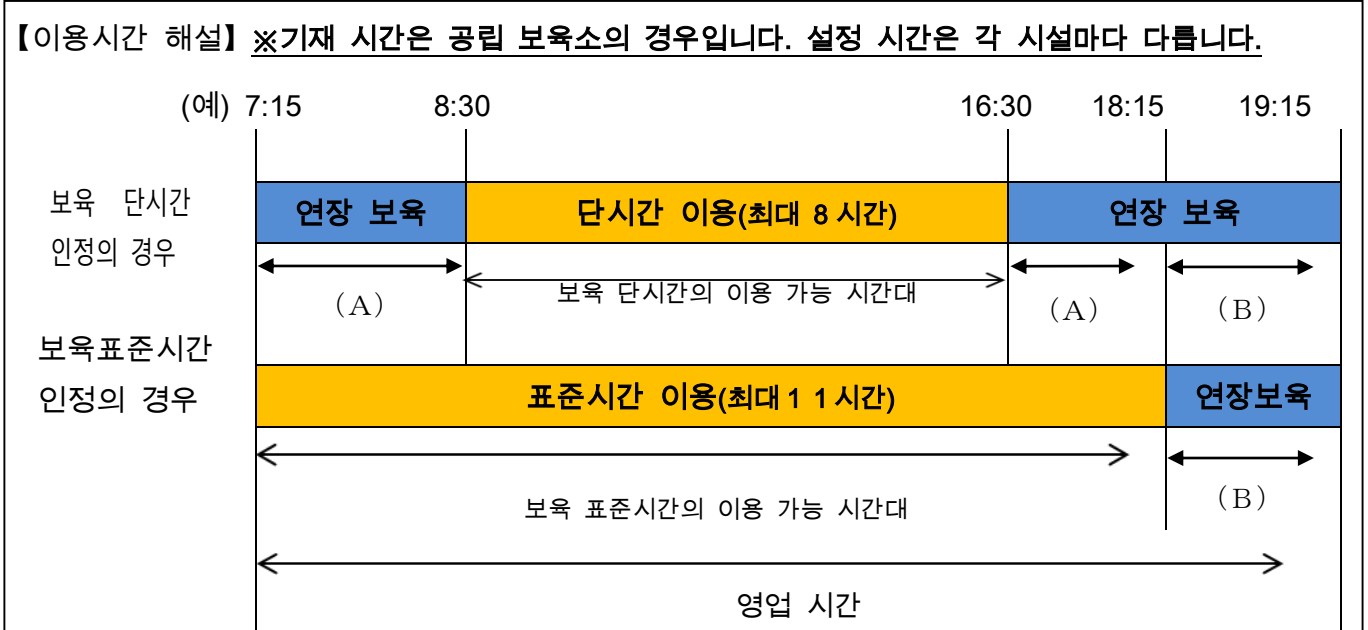 【이용시간 해설】 ※기재 시간은 공립 보육소의 경우입니다. 설정 시간은 각 시설마다 다릅니다.
(예) 7:15 8:30 16:30 18:15 19:15
보육 단시간
인정의 경우
연장 보육 단시간 이용(최대 8 시간) 연장 보육
(A) 보육 단시간의 이용 가능 시간대 (A) (B)
보육표준시간
인정의 경우
표준시간 이용(최대1 1시간) 연장보육
보육 표준시간의 이용 가능 시간대 (B)
영업 시간